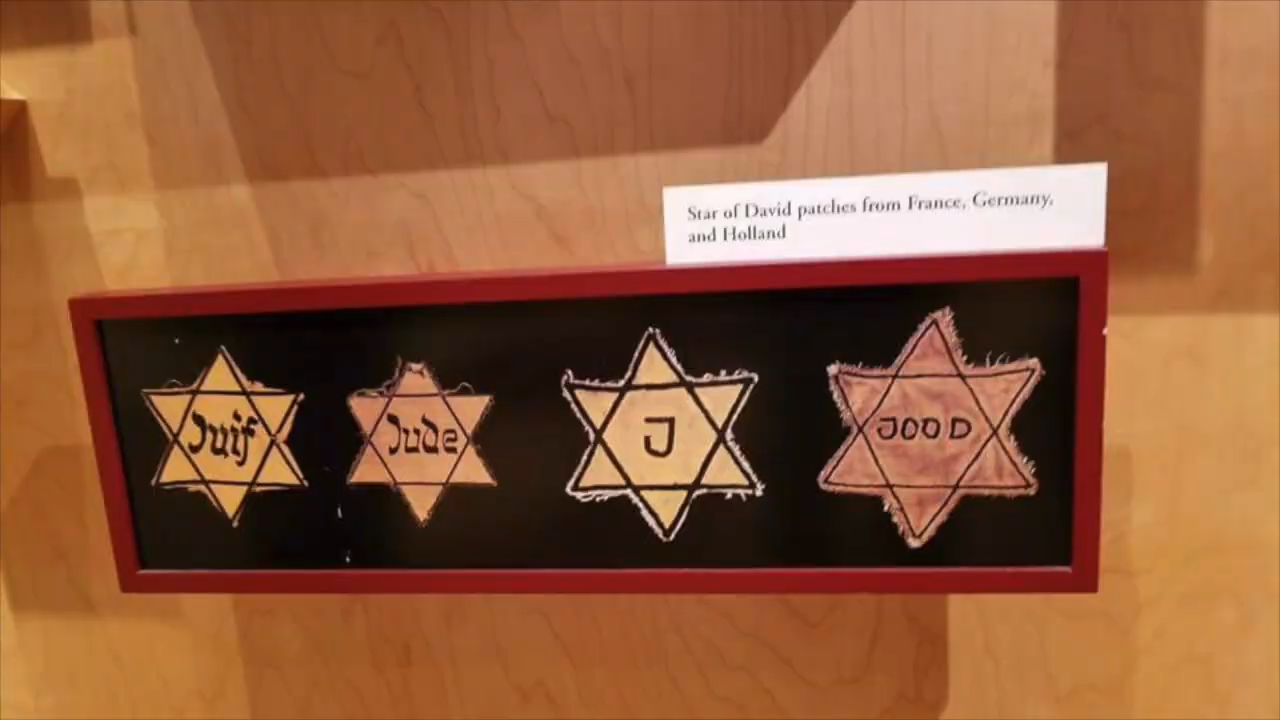 Star of David patches from France, Germany,
and Holland
Juif
Jude
J
JOOD